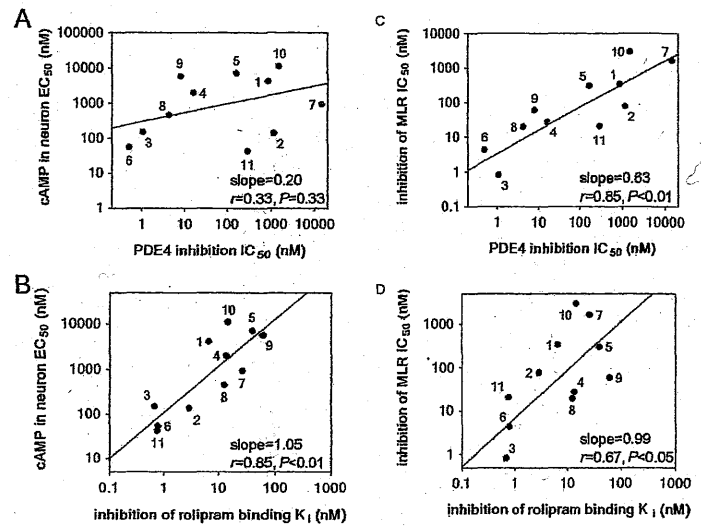 A
cAMP in neuron EC50 (nM)
100000
10000
1000
100
10
1
9
5
10
4
1
8
7
3
2
6
11
slope=0.20
r=0.33, P=0.33
0.1 1 10 100 1000 10000
PDE4 inhibition IC50 (nM)
C
inhibition of MLR IC50 (nM)
1000
100
10
1
0.1
10
7
5
1
9
2
8
4
11
6
3
slope=0.63
r=0.85, P<0.01
0.1 1 10 100 1000 10000
PDE4 inhibition IC50 (nM)
B
cAMP in neuron EC50 (nM)
10000
1000
100
10
10
5
1
9
4
7
8
3
2
6
11
slope=1.05
r=0.85, P<0.01
0.1 1 10 100 1000
inhibition of rolipram binding Ki (nM)
D
inhibition of MLR IC50 (nM)
1000
100
10
1
10
7
1
5
2
9
4
11
8
6
3
slope=0.99
r=0.67, P<0.05
0.1 1 10 100 1000
inhibition of rolipram binding Ki (nM)